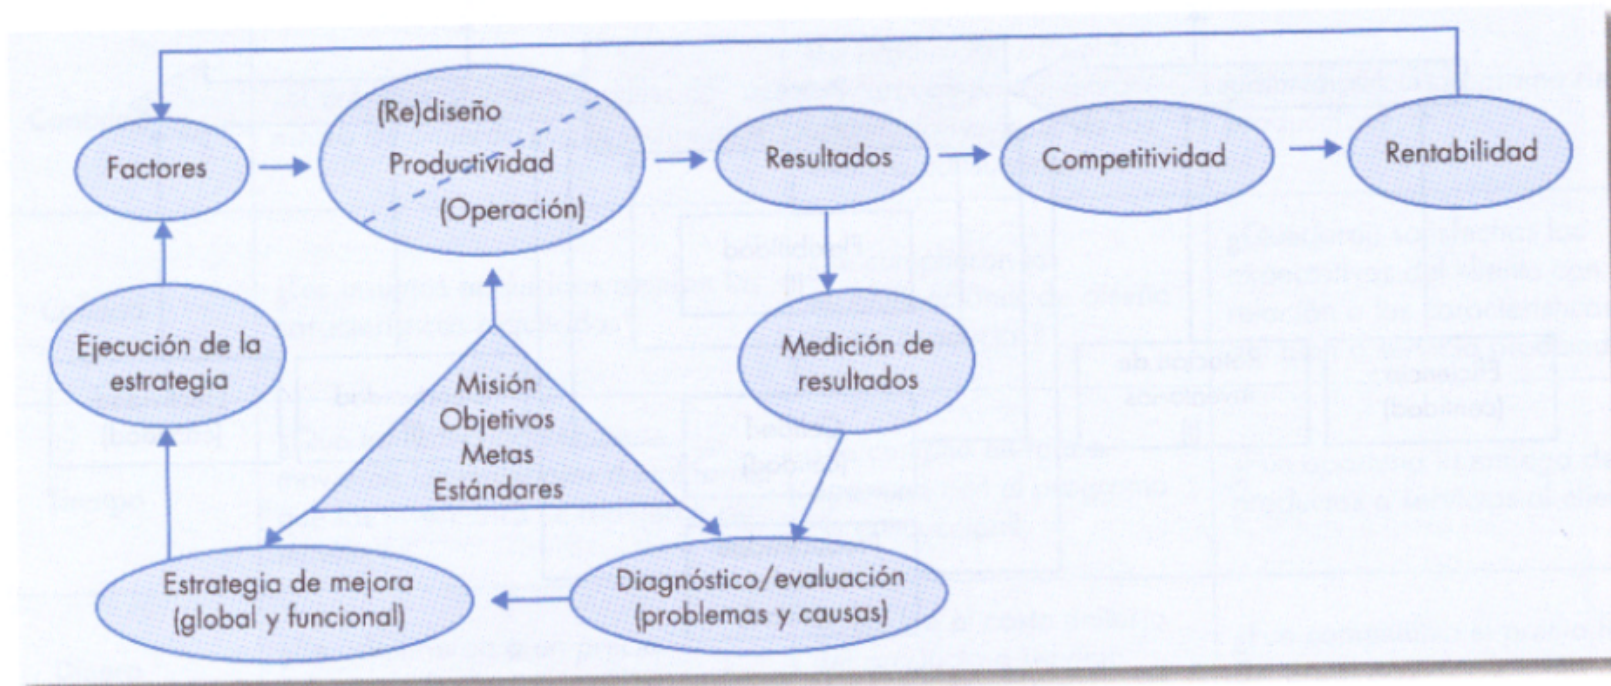 (Re)diseño
Factores
Productividad
(Operación)
Resultados
Competitividad
Rentabilidad
Ejecución de la
estrategia
Misión
Objetivos
Metas
Estándares
Medición de
resultados
Estrategia de mejora
(global y funcional)
Diagnóstico/evaluación
(problemas y causas)